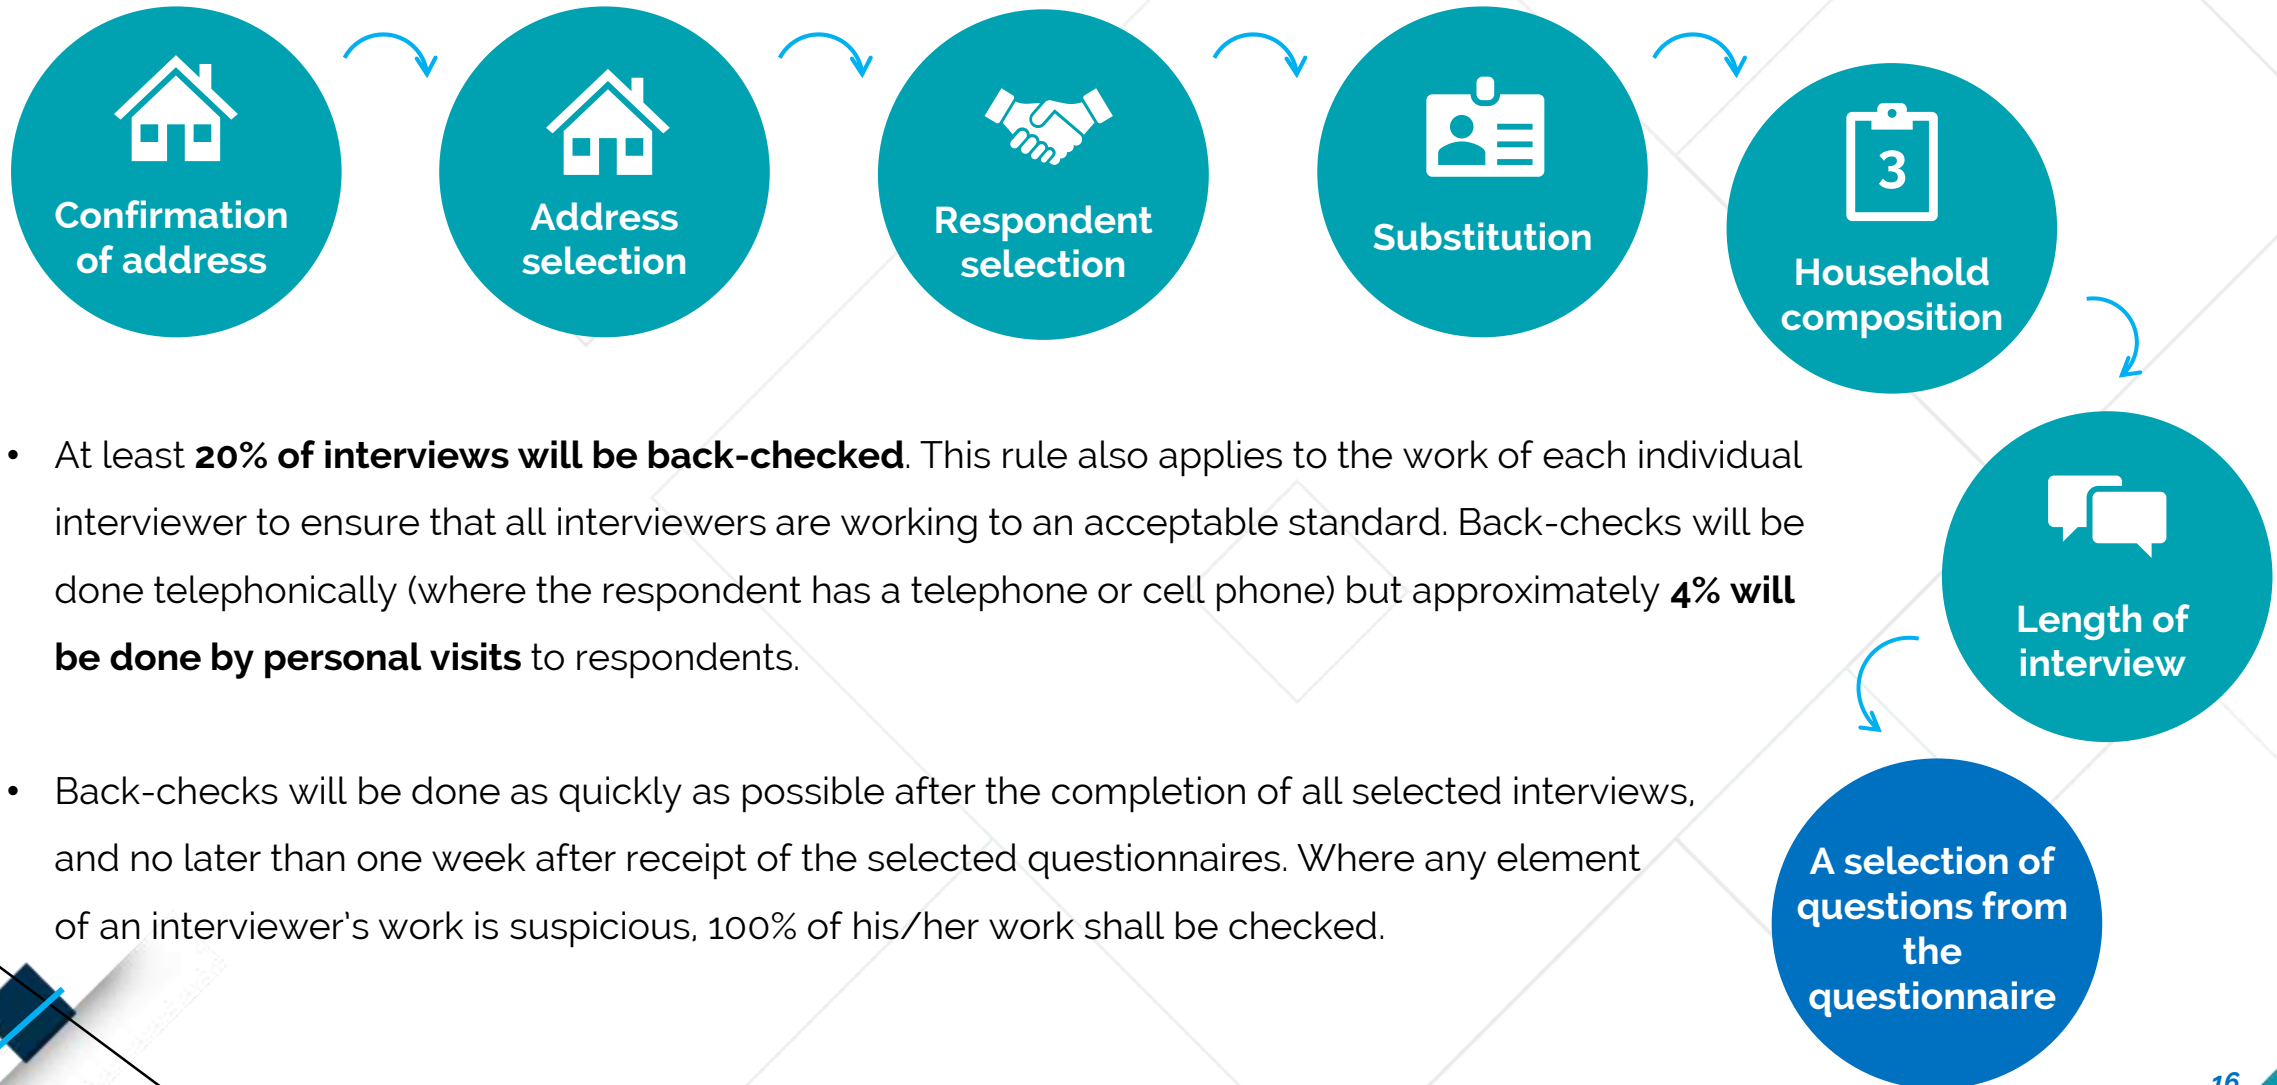 Confirmation
of address
Address
selection
Respondent
selection
Substitution
3
Household
composition
Length of
interview
A selection of
questions from
the
questionnaire
• At least 20% of interviews will be back-checked. This rule also applies to the work of each individual
interviewer to ensure that all interviewers are working to an acceptable standard. Back-checks will be
done telephonically (where the respondent has a telephone or cell phone) but approximately 4% will
be done by personal visits to respondents.
• Back-checks will be done as quickly as possible after the completion of all selected interviews,
and no later than one week after receipt of the selected questionnaires. Where any element
of an interviewer's work is suspicious, 100% of his/her work shall be checked.
16